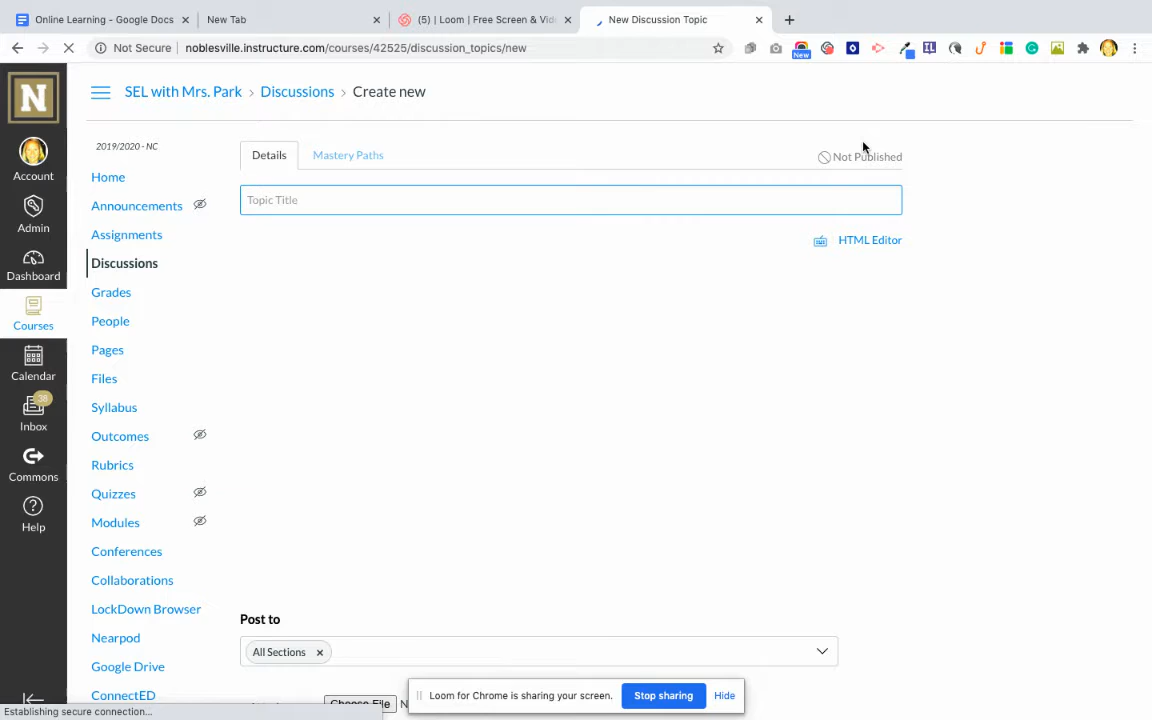 Online Learning - Google Docs
New Tab
(5) | Loom | Free Screen & Vid
New Discussion Topic
Not Secure
noblesville.instructure.com/courses/42525/discussion_topics/new
New
IL
N
SEL with Mrs. Park > Discussions > Create new
2019/2020 - NC
Account
Admin
Dashboard
Courses
Calendar
38
Inbox
Commons
Help
Home
Announcements
Assignments
Discussions
Grades
People
Pages
Files
Syllabus
Outcomes
Rubrics
Quizzes
Modules
Conferences
Collaborations
LockDown Browser
Nearpod
Google Drive
ConnectED
Details
Mastery Paths
Not Published
Topic Title
HTML Editor
Post to
All Sections
Choose File
Loom for Chrome is sharing your screen.
Stop sharing
Hide
Establishing secure connection...